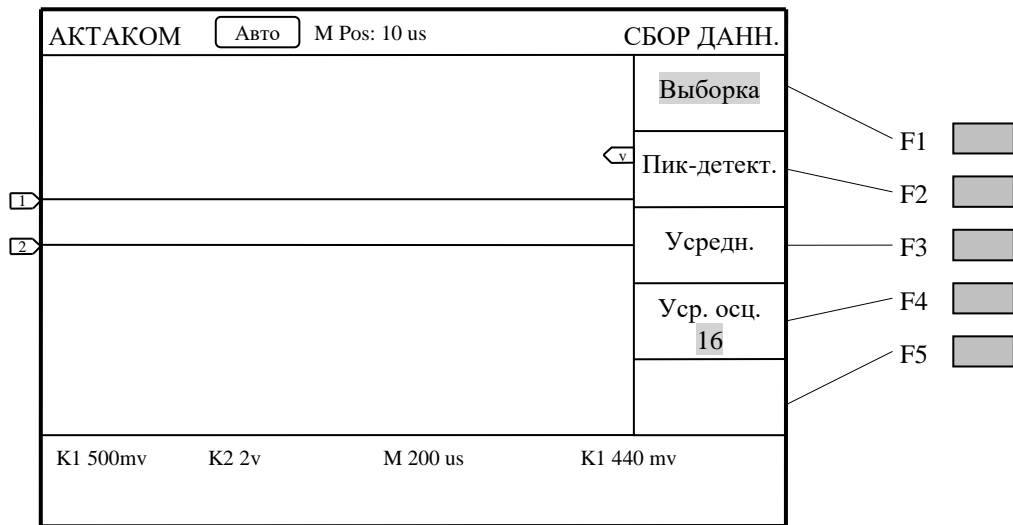 АКТАКОМ Авто M Pos: 10 us СБОР ДАНН.
Выборка
F1
v
Пик-детект.
F2
1
2
Усредн.
F3
Уср. осц.
16
F4
F5
K1 500mv K2 2v M 200 us K1 440 mv